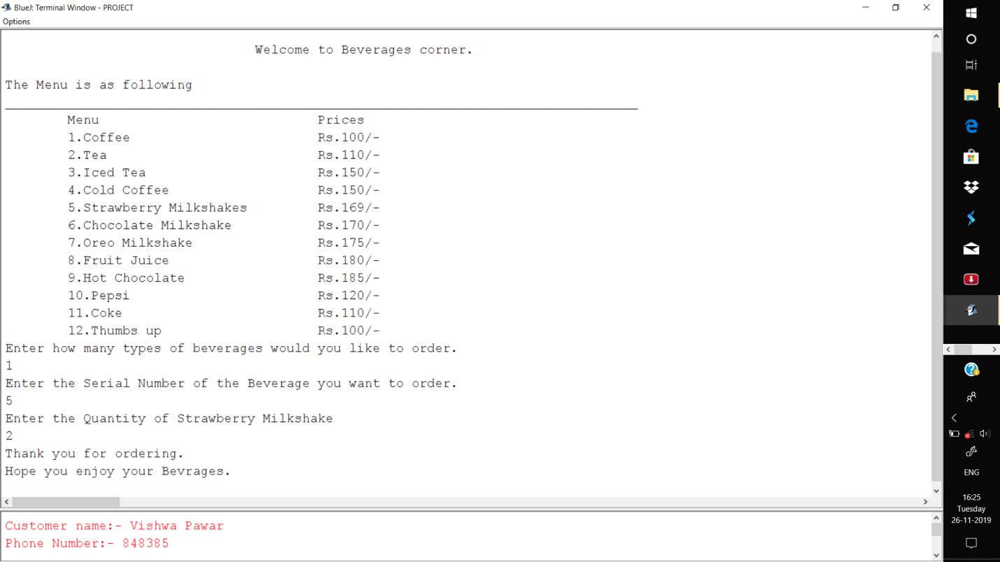 BlueJ: Terminal Window - PROJECT
Options
Welcome to Beverages corner.
The Menu is as following
Menu Prices
1.Coffee Rs.100/-
2.Tea Rs.110/-
3.Iced Tea Rs.150/-
4.Cold Coffee Rs.150/-
5.Strawberry Milkshakes Rs.169/-
6.Chocolate Milkshake Rs.170/-
7.Oreo Milkshake Rs.175/-
8.Fruit Juice Rs.180/-
9.Hot Chocolate Rs.185/-
10.Pepsi Rs.120/-
11.Coke Rs.110/-
12.Thumbs up Rs.100/-
Enter how many types of beverages would you like to order.
1
Enter the Serial Number of the Beverage you want to order.
5
Enter the Quantity of Strawberry Milkshake
2
Thank you for ordering.
Hope you enjoy your Bevrages.
Customer name:- Vishwa Pawar
Phone Number:- 848385
ENG
16:25
Tuesday
26-11-2019